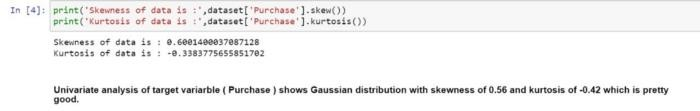 In [4]: print('Skewness of data is :',dataset['Purchase'].skew())
print('Kurtosis of data is :',dataset['Purchase'].kurtosis())
Skewness of data is : 0.6001400037087128
Kurtosis of data is : -0.3383775655851702
Univariate analysis of target variarble ( Purchase ) shows Gaussian distribution with skewness of 0.56 and kurtosis of -0.42 which is pretty
good.